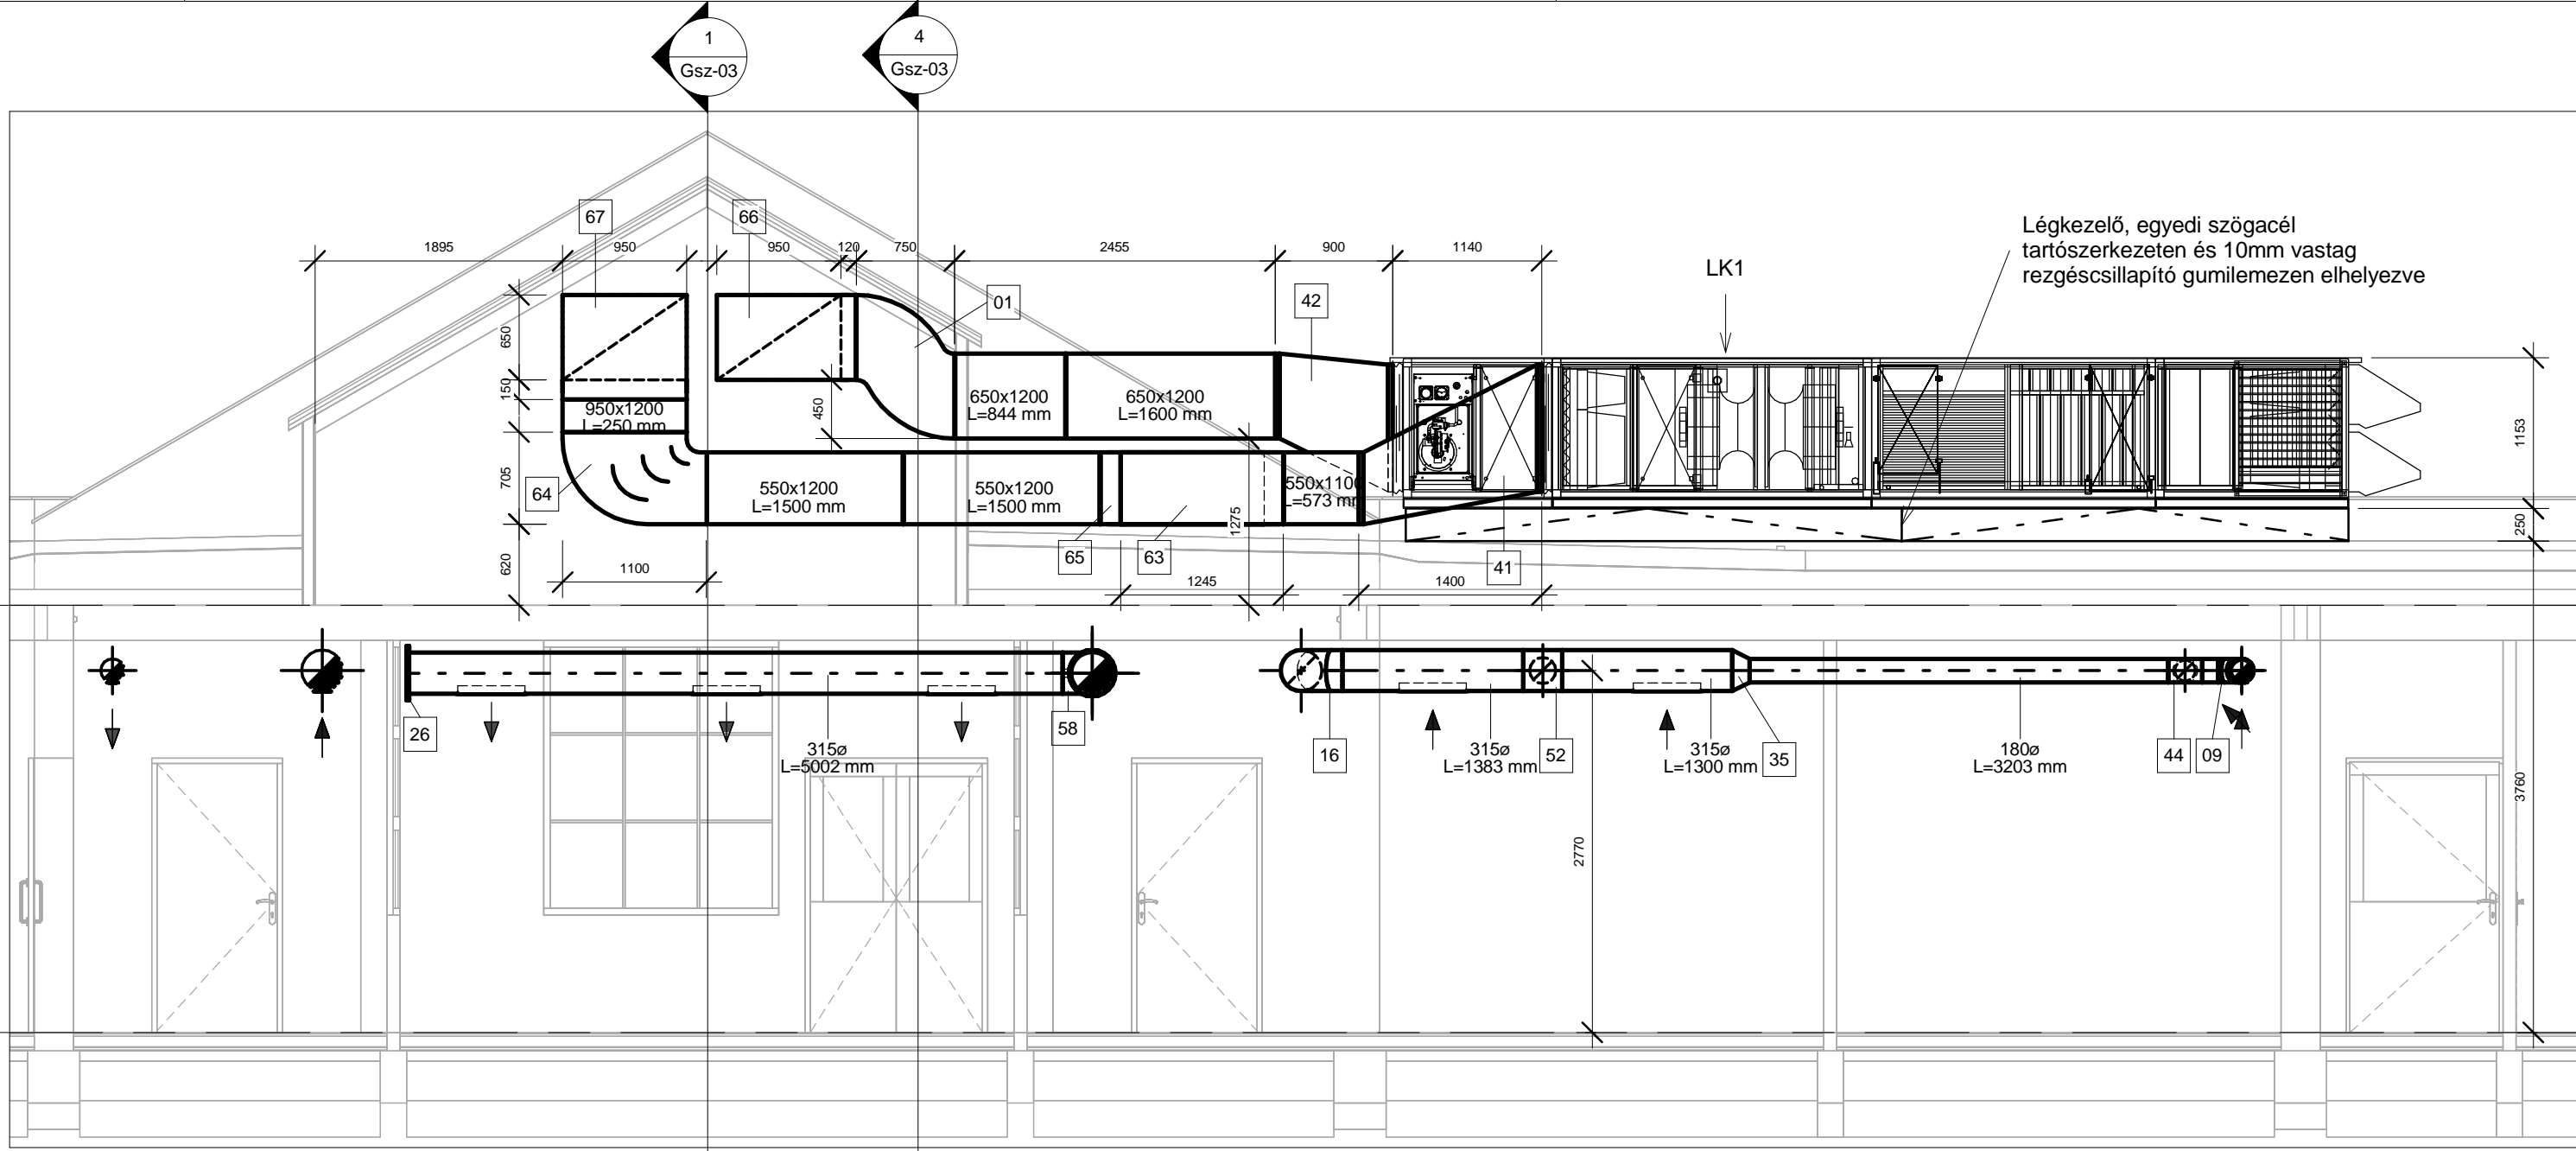 1
Gsz-03
4
Gsz-03
67
66
1895
950
950
120
750
2455
900
1140
01
42
LK1
Légkezelő, egyedi szögacél
tartószerkezeten és 10mm vastag
rezgéscsillapító gumilemezen elhelyezve
650
150
705
620
450
950x1200
L=250 mm
650x1200
L=844 mm
650x1200
L=1600 mm
64
550x1200
L=1500 mm
550x1200
L=1500 mm
550x1100
L=573 mm
1275
65
63
41
1100
1245
1400
1153
250
3760
26
315ø
L=5002 mm
58
16
315ø
L=1383 mm
52
315ø
L=1300 mm
35
180ø
L=3203 mm
44
09
2770